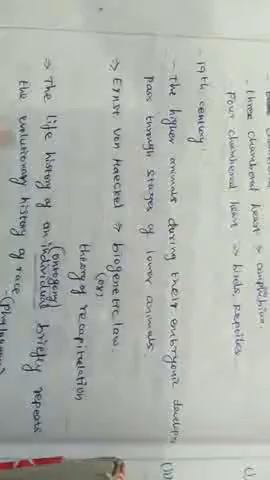 - three chambered heart → amphibian.
Four chambered heart → birds, reptiles
- 19th century.
- The higher animals during their embryonic develop
pass through stages of lower animals.
→ Ernst Von Haeckel → biogenetic law.
(or)
theory of recapitulation
→ The life history of an individual briefly repeats
(ontogeny)
the evolutionary history of race.